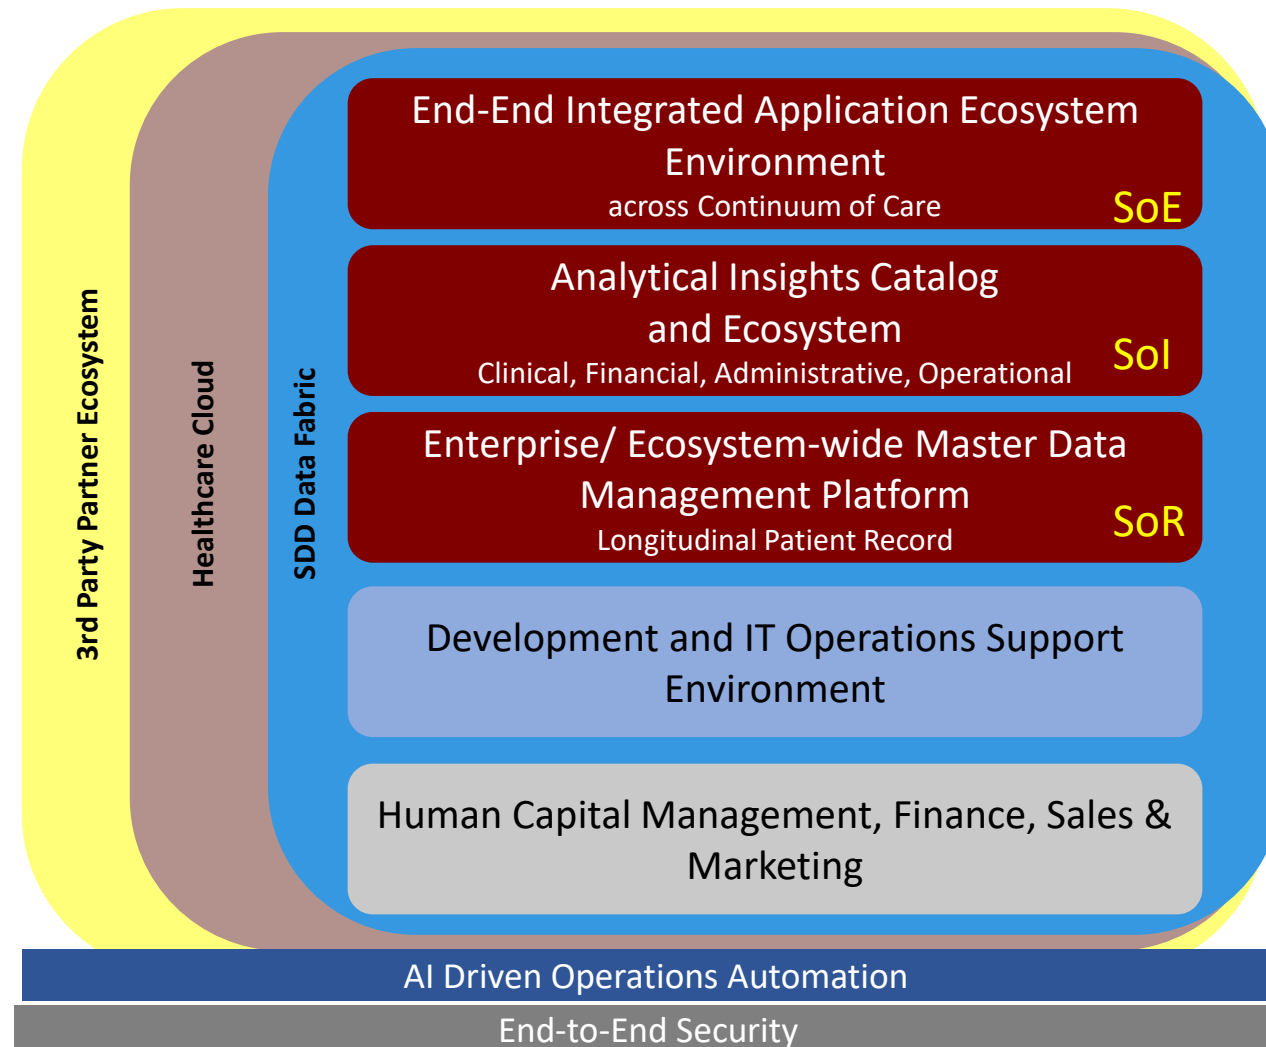 End-End Integrated Application Ecosystem
Environment
across Continuum of Care
SoE
Analytical Insights Catalog
and Ecosystem
Clinical, Financial, Administrative, Operational
SoI
Enterprise/ Ecosystem-wide Master Data
Management Platform
Longitudinal Patient Record
SoR
Development and IT Operations Support
Environment
Human Capital Management, Finance, Sales &
Marketing
3rd Party Partner Ecosystem
Healthcare Cloud
SDD Data Fabric
AI Driven Operations Automation
End-to-End Security